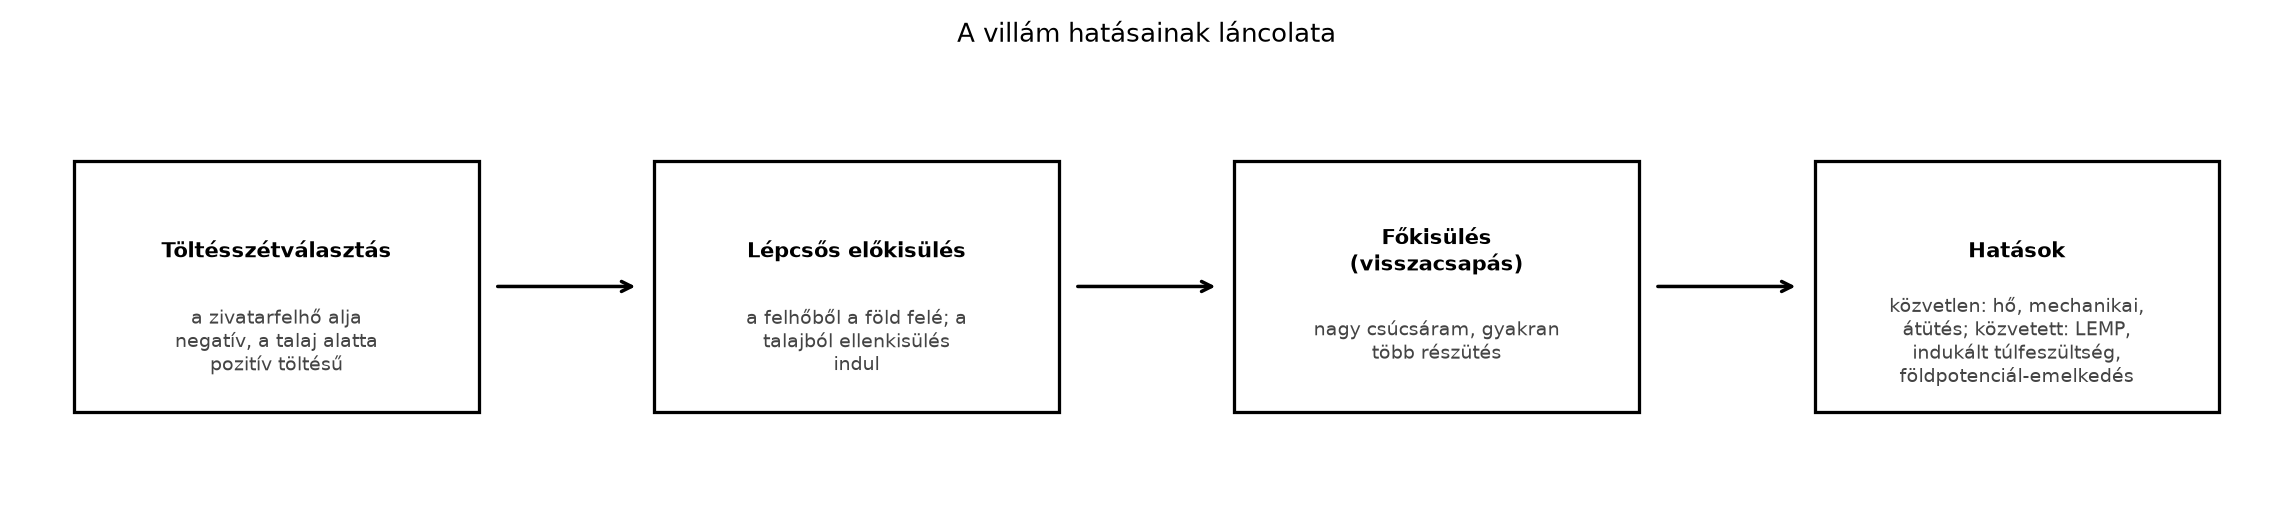 A villám hatásainak láncolata
Töltésszétválasztás
a zivatarfelhő alja
negatív, a talaj alatta
pozitív töltésű
Lépcsős előkisülés
a felhőből a föld felé; a
talajból ellenkisülés
indul
Főkisülés
(visszacsapás)
nagy csúcsáram, gyakran
több részütés
Hatások
közvetlen: hő, mechanikai,
átütés; közvetett: LEMP,
indukált túlfeszültség,
földpotenciál-emelkedés